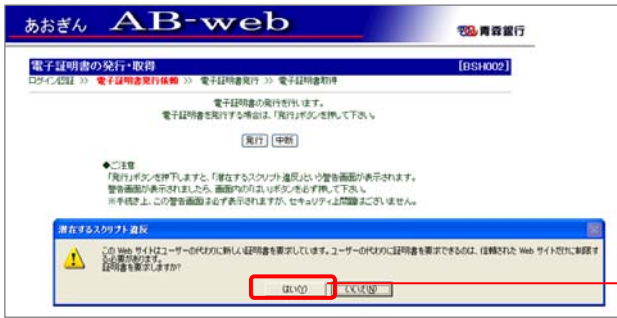 あおぎん AB-web
青森銀行
電子証明書の発行・取得 [BSH002]
ログイン認証 >> 電子証明書発行依頼 >> 電子証明書発行 >> 電子証明書取得
電子証明書の発行を行います。
電子証明書を発行する場合は、「発行」ボタンを押して下さい。
発行 中断
◆ご注意
「発行」ボタンを押下しますと、「潜在するスクリプト違反」という警告画面が表示されます。
警告画面が表示されましたら、画面内の「はい」ボタンを必ず押して下さい。
※手続き上、この警告画面は必ず表示されますが、セキュリティ上問題はございません。
潜在するスクリプト違反
この Web サイトはユーザーの代わりに新しい証明書を要求しています。ユーザーの代わりに証明書を要求できるのは、信頼された Web サイトだけに制限す
る必要があります。
証明書を要求しますか?
はい(Y) いいえ(N)